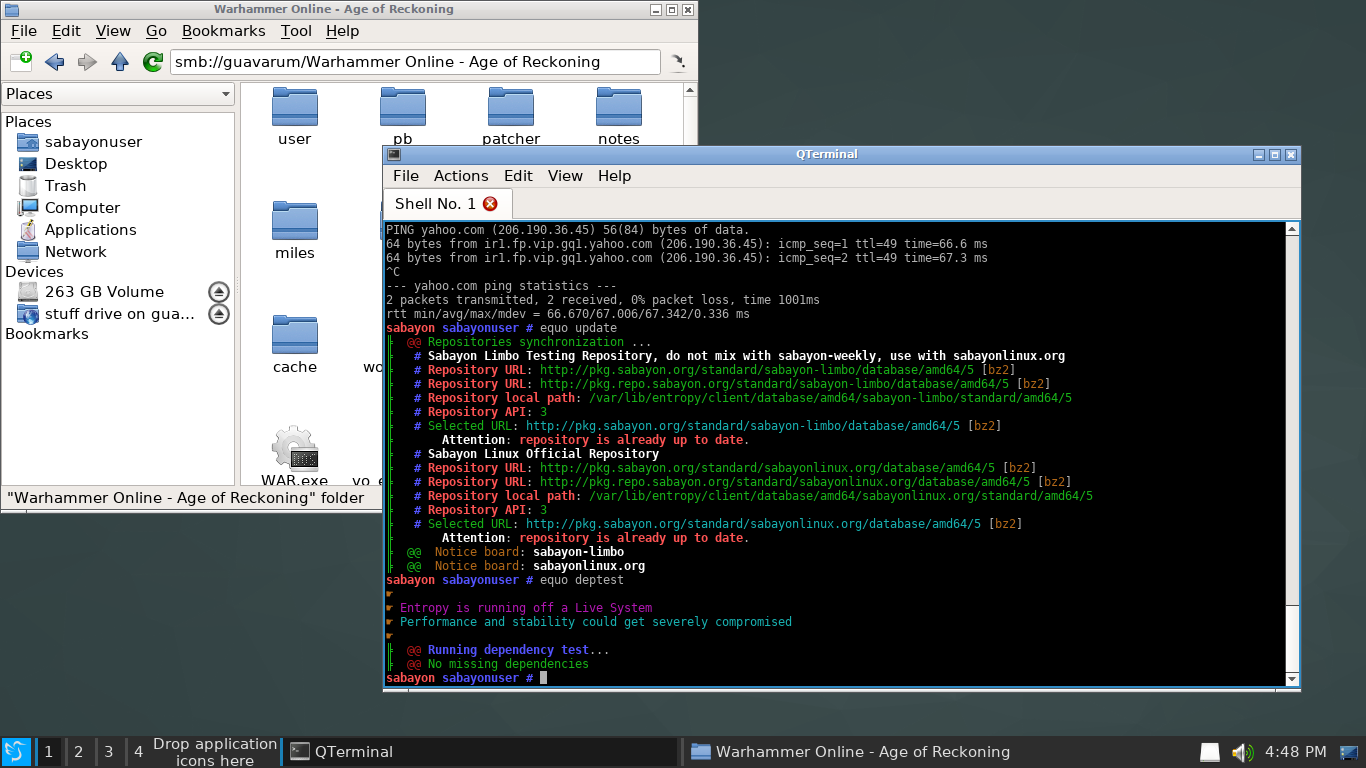 Warhammer Online - Age of Reckoning
File Edit View Go Bookmarks Tool Help
smb://guavarum/Warhammer Online - Age of Reckoning
Places
Places
sabayonuser
Desktop
Trash
Computer
Applications
Network
Devices
263 GB Volume
stuff drive on gua...
Bookmarks
user pb patcher notes
miles
cache
WAR.exe
"Warhammer Online - Age of Reckoning" folder
QTerminal
File Actions Edit View Help
Shell No. 1
PING yahoo.com (206.190.36.45) 56(84) bytes of data.
64 bytes from ir1.fp.vip.gq1.yahoo.com (206.190.36.45): icmp_seq=1 ttl=49 time=66.6 ms
64 bytes from ir1.fp.vip.gq1.yahoo.com (206.190.36.45): icmp_seq=2 ttl=49 time=67.3 ms
^C
--- yahoo.com ping statistics ---
2 packets transmitted, 2 received, 0% packet loss, time 1001ms
rtt min/avg/max/mdev = 66.670/67.006/67.342/0.336 ms
sabayon sabayonuser # equo update
@@ Repositories synchronization ...
# Sabayon Limbo Testing Repository, do not mix with sabayon-weekly, use with sabayonlinux.org
# Repository URL: http://pkg.sabayon.org/standard/sabayon-limbo/database/amd64/5 [bz2]
# Repository URL: http://pkg.repo.sabayon.org/standard/sabayon-limbo/database/amd64/5 [bz2]
# Repository local path: /var/lib/entropy/client/database/amd64/sabayon-limbo/standard/amd64/5
# Repository API: 3
# Selected URL: http://pkg.sabayon.org/standard/sabayon-limbo/database/amd64/5 [bz2]
Attention: repository is already up to date.
# Sabayon Linux Official Repository
# Repository URL: http://pkg.sabayon.org/standard/sabayonlinux.org/database/amd64/5 [bz2]
# Repository URL: http://pkg.repo.sabayon.org/standard/sabayonlinux.org/database/amd64/5 [bz2]
# Repository local path: /var/lib/entropy/client/database/amd64/sabayonlinux.org/standard/amd64/5
# Repository API: 3
# Selected URL: http://pkg.sabayon.org/standard/sabayonlinux.org/database/amd64/5 [bz2]
Attention: repository is already up to date.
@@ Notice board: sabayon-limbo
@@ Notice board: sabayonlinux.org
sabayon sabayonuser # equo deptest
☛
☛ Entropy is running off a Live System
☛ Performance and stability could get severely compromised
☛
@@ Running dependency test...
@@ No missing dependencies
sabayon sabayonuser #
1 2 3 4 Drop application icons here QTerminal Warhammer Online - Age of Reckoning 4:48 PM